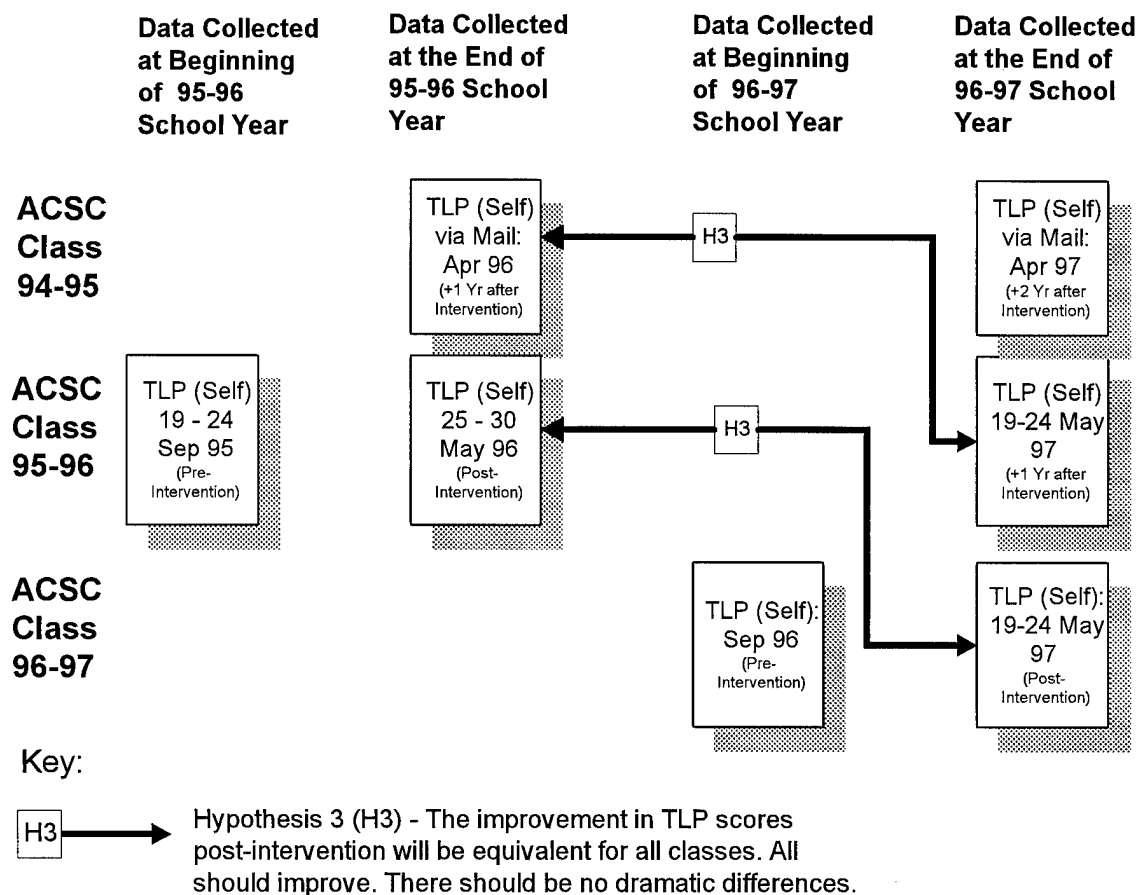 Data Collected
at Beginning
of 95-96
School Year
Data Collected
at the End of
95-96 School
Year
Data Collected
at Beginning
of 96-97
School Year
Data Collected
at the End of
96-97 School
Year
ACSC
Class
94-95
TLP (Self)
via Mail:
Apr 96
(+1 Yr after
Intervention)
H3
TLP (Self)
via Mail:
Apr 97
(+2 Yr after
Intervention)
ACSC
Class
95-96
TLP (Self)
19 - 24
Sep 95
(Pre-
Intervention)
TLP (Self)
25 - 30
May 96
(Post-
Intervention)
H3
TLP (Self)
19-24 May
97
(+1 Yr after
Intervention)
ACSC
Class
96-97
TLP (Self):
Sep 96
(Pre-
Intervention)
TLP (Self):
19-24 May
97
(Post-
Intervention)
Key:
H3
Hypothesis 3 (H3) - The improvement in TLP scores
post-intervention will be equivalent for all classes. All
should improve. There should be no dramatic differences.